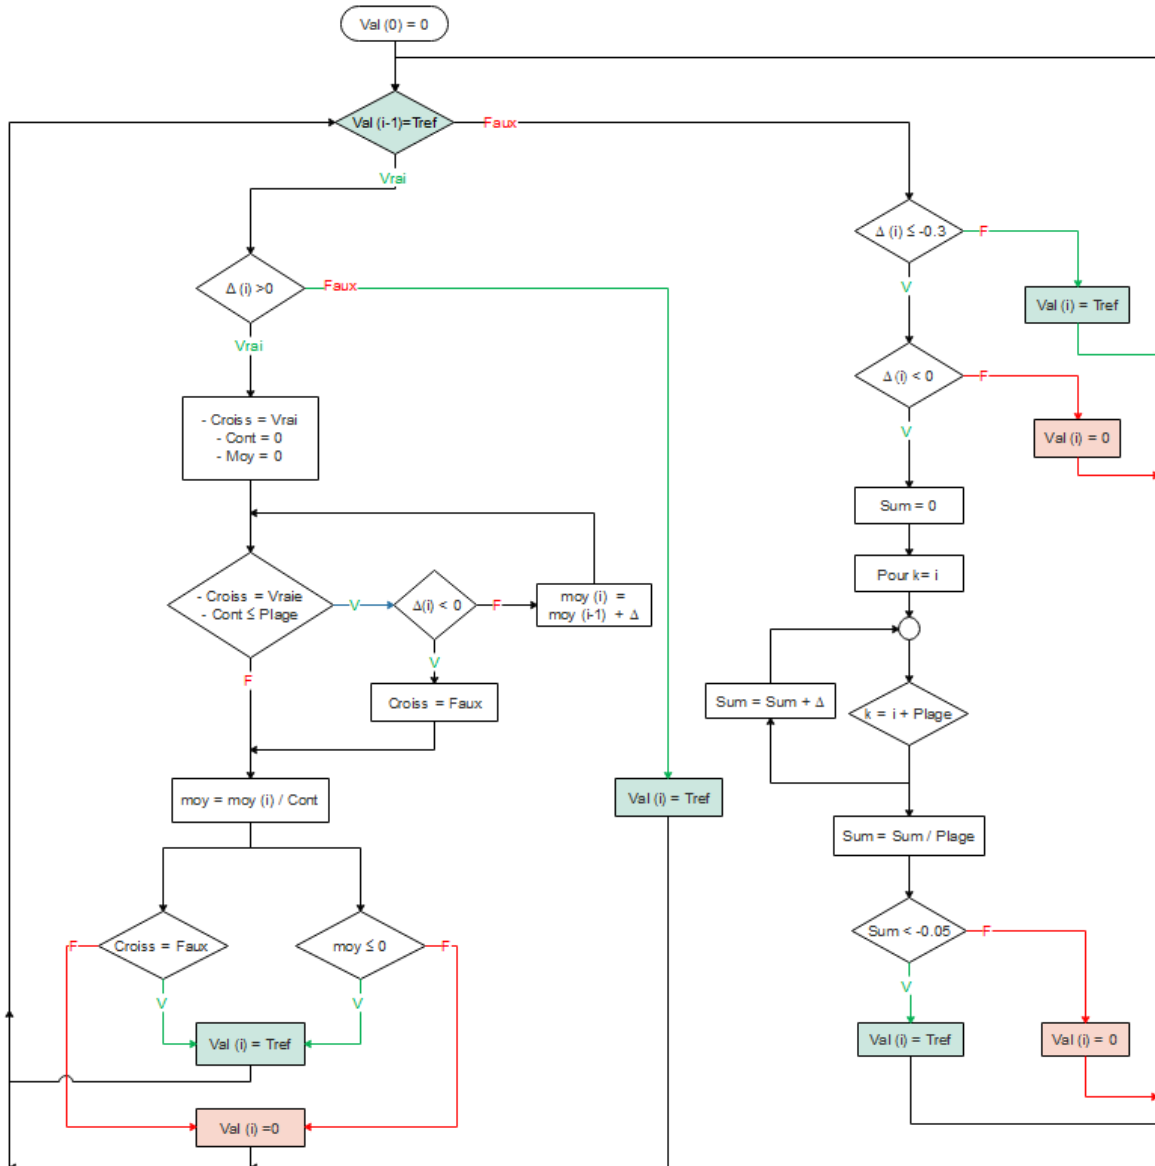 Val (0) = 0
Val (i-1)=Tref
Faux
Vrai
Δ (i) ≤ -0.3
F
V
Val (i) = Tref
Δ (i) >0
Faux
Vrai
Δ (i) < 0
F
V
Val (i) = 0
- Croiss = Vrai
- Cont = 0
- Moy = 0
Sum = 0
Pour k= i
- Croiss = Vraie
- Cont ≤ Plage
V
F
Δ(i) < 0
F
V
moy (i) =
moy (i-1) + Δ
Croiss = Faux
Sum = Sum + Δ
k = i + Plage
moy = moy (i) / Cont
Val (i) = Tref
Sum = Sum / Plage
F
Croiss = Faux
V
moy ≤ 0
F
V
Sum < -0.05
F
V
Val (i) = Tref
Val (i) = Tref
Val (i) = 0
Val (i) =0